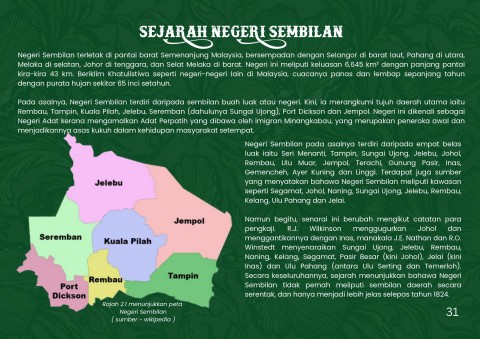 SEJARAH NEGERI SEMBILAN
Negeri Sembilan terletak di pantai barat Semenanjung Malaysia, bersempadan dengan Selangor di barat laut, Pahang di utara,
Melaka di selatan, Johor di tenggara, dan Selat Melaka di barat. Negeri ini meliputi keluasan 6,645 km² dengan panjang pantai
kira-kira 43 km. Beriklim Khatulistiwa seperti negeri-negeri lain di Malaysia, cuacanya panas dan lembap sepanjang tahun
dengan purata hujan sekitar 65 inci setahun.
Pada asalnya, Negeri Sembilan terdiri daripada sembilan buah luak atau negeri. Kini, ia merangkumi tujuh daerah utama iaitu
Rembau, Tampin, Kuala Pilah, Jelebu, Seremban (dahulunya Sungai Ujong), Port Dickson dan Jempol. Negeri ini dikenali sebagai
Negeri Adat kerana mengamalkan Adat Perpatih yang dibawa oleh imigran Minangkabau, yang merupakan peneroka awal dan
menjadikannya asas kukuh dalam kehidupan masyarakat setempat.
Negeri Sembilan pada asalnya terdiri daripada empat belas
luak iaitu Seri Menanti, Tampin, Sungai Ujong, Jelebu, Johol,
Rembau, Ulu Muar, Jempol, Terachi, Gunung Pasir, Inas,
Gemencheh, Ayer Kuning dan Linggi. Terdapat juga sumber
yang menyatakan bahawa Negeri Sembilan meliputi kawasan
seperti Segamat, Johol, Naning, Sungai Ujong, Jelebu, Rembau,
Kelang, Ulu Pahang dan Jelai.
Namun begitu, senarai ini berubah mengikut catatan para
pengkaji. R.J. Wilkinson menggugurkan Johol dan
menggantikannya dengan Inas, manakala J.E. Nathan dan R.O.
Winstedt menyenaraikan Sungai Ujong, Jelebu, Rembau,
Naning, Kelang, Segamat, Pasir Besar (kini Johol), Jelai (kini
Inas) dan Ulu Pahang (antara Ulu Serting dan Temerloh).
Secara keseluruhannya, sejarah menunjukkan bahawa Negeri
Sembilan tidak pernah meliputi sembilan daerah secara
serentak, dan hanya menjadi lebih jelas selepas tahun 1824.
Jelebu
Jempol
Seremban
Kuala Pilah
Rembau
Tampin
Port
Dickson
Rajah 2.1 menunjukkan peta
Negeri Sembilan
( sumber - wikipedia )
31